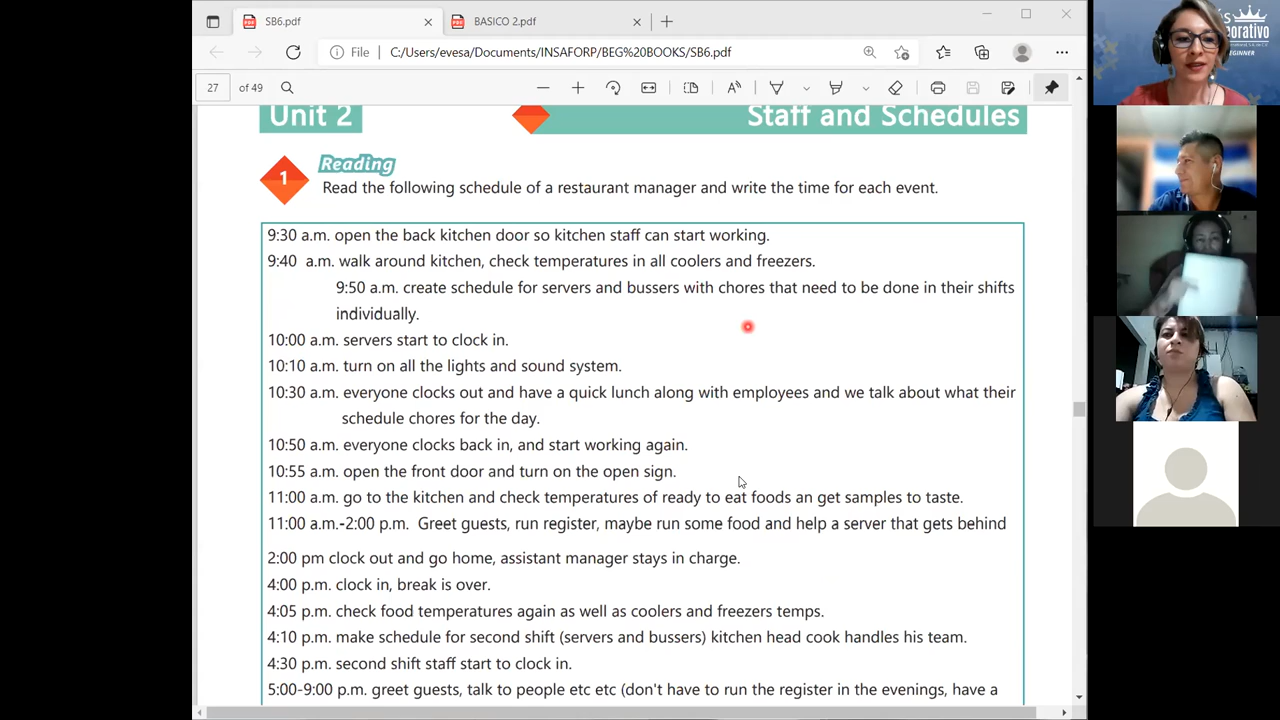 SB6.pdf
BASICO 2.pdf
File
C:/Users/evesa/Documents/INSAFORP/BEG%20BOOKS/SB6.pdf
27
of 49
Unit 2
Staff and Schedules
1
Reading
Read the following schedule of a restaurant manager and write the time for each event.
9:30 a.m. open the back kitchen door so kitchen staff can start working.
9:40 a.m. walk around kitchen, check temperatures in all coolers and freezers.
9:50 a.m. create schedule for servers and bussers with chores that need to be done in their shifts
individually.
10:00 a.m. servers start to clock in.
10:10 a.m. turn on all the lights and sound system.
10:30 a.m. everyone clocks out and have a quick lunch along with employees and we talk about what their
schedule chores for the day.
10:50 a.m. everyone clocks back in, and start working again.
10:55 a.m. open the front door and turn on the open sign.
11:00 a.m. go to the kitchen and check temperatures of ready to eat foods an get samples to taste.
11:00 a.m.-2:00 p.m. Greet guests, run register, maybe run some food and help a server that gets behind
2:00 pm clock out and go home, assistant manager stays in charge.
4:00 p.m. clock in, break is over.
4:05 p.m. check food temperatures again as well as coolers and freezers temps.
4:10 p.m. make schedule for second shift (servers and bussers) kitchen head cook handles his team.
4:30 p.m. second shift staff start to clock in.
5:00-9:00 p.m. greet guests, talk to people etc etc (don't have to run the register in the evenings, have a